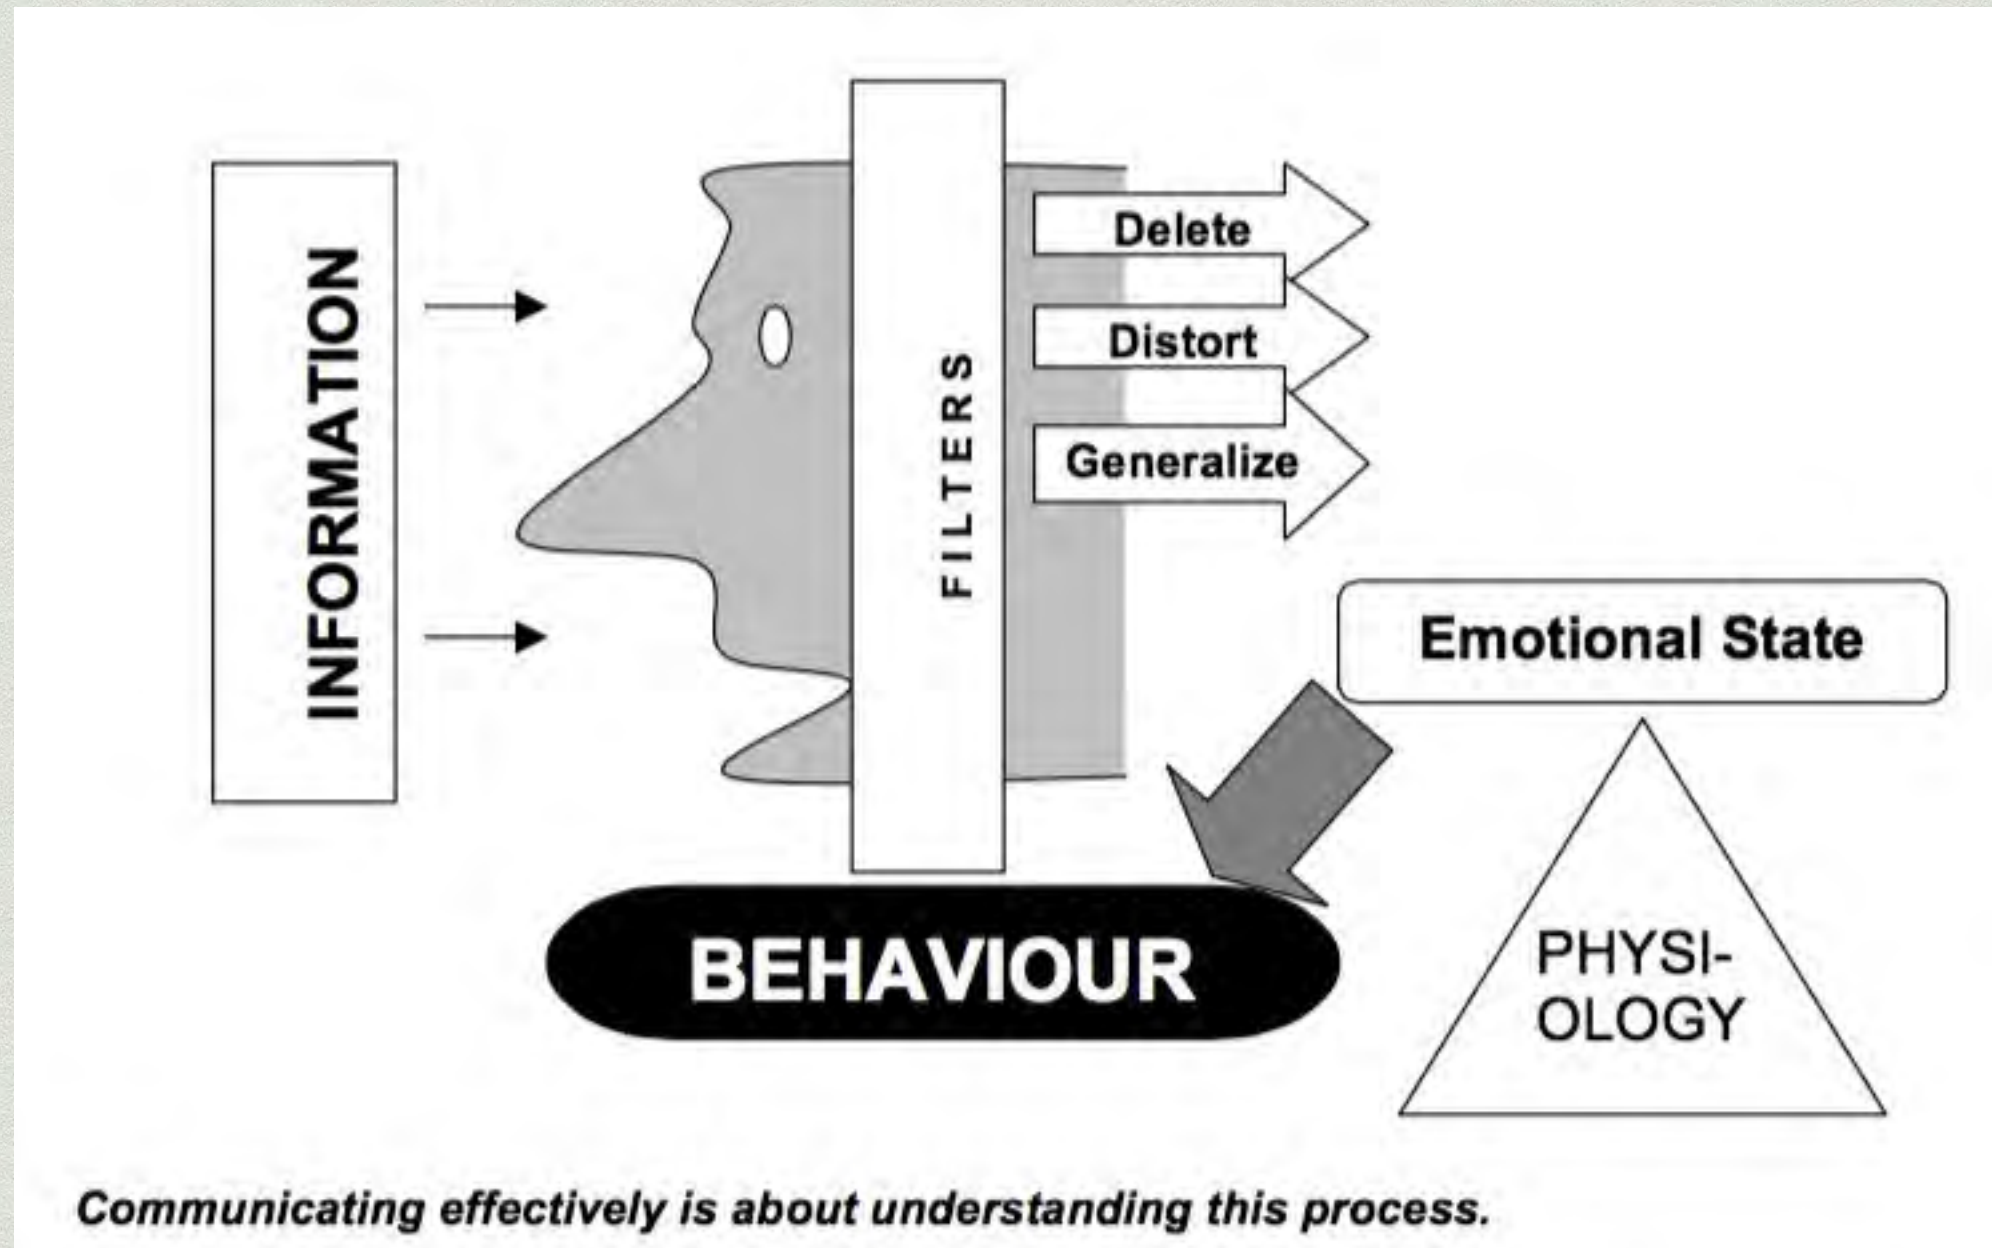 INFORMATION
FILTERS
Delete
Distort
Generalize
Emotional State
PHYSI-
OLOGY
BEHAVIOUR
Communicating effectively is about understanding this process.